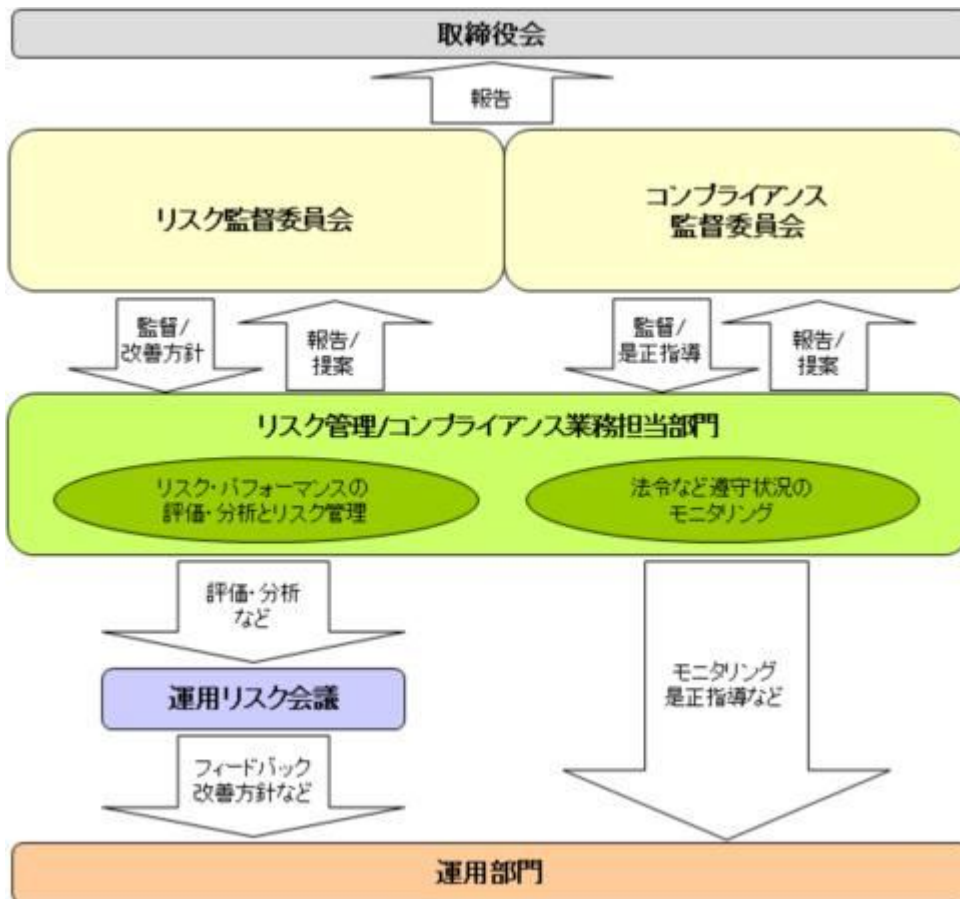 取締役会
報告
リスク監督委員会
コンプライアンス
監督委員会
監督/
改善方針
報告/
提案
監督/
是正指導
報告/
提案
リスク管理/コンプライアンス業務担当部門
リスク・パフォーマンスの
評価・分析とリスク管理
法令など遵守状況の
モニタリング
評価・分析
など
運用リスク会議
モニタリング
是正指導など
フィードバック
改善方針など
運用部門